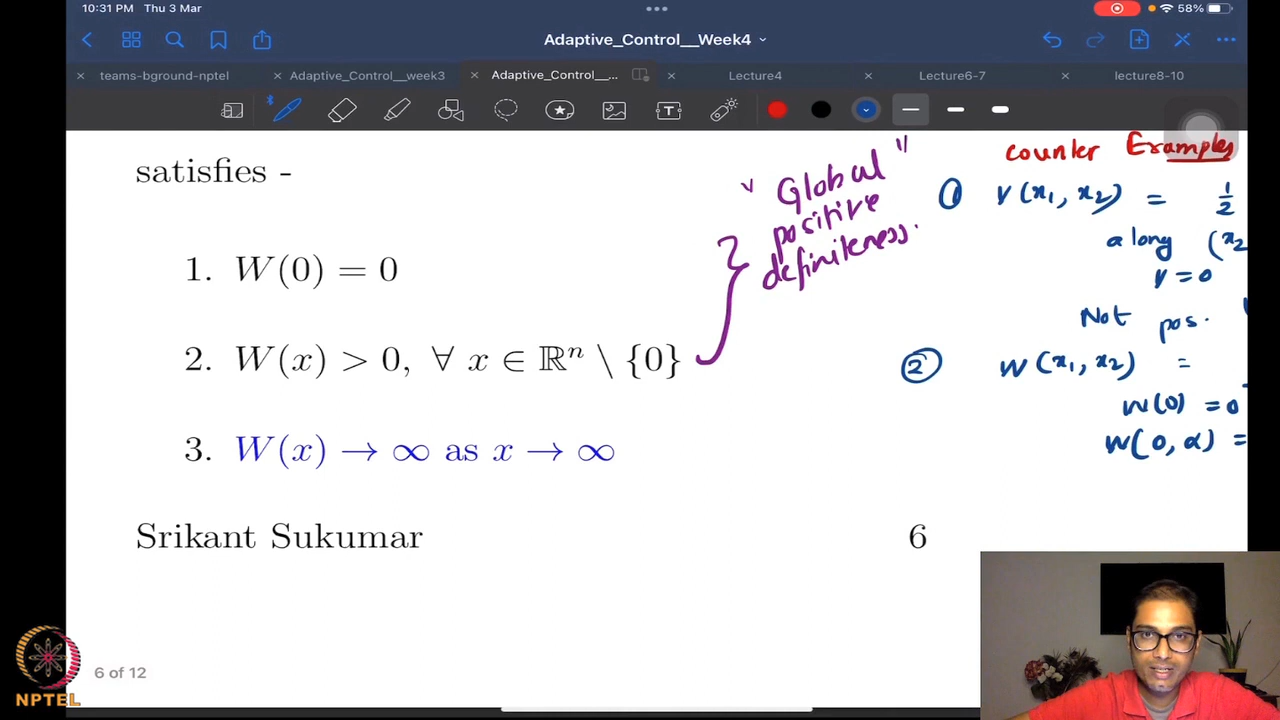 10:31 PM Thu 3 Mar
58%
Adaptive_Control__Week4
teams-bground-nptel
Adaptive_Control__week3
Adaptive_Control__...
Lecture4
Lecture6-7
lecture8-10
satisfies -
1. W(0) = 0
2. W(x) > 0, ∀ x ∈ ℝⁿ \ {0}
3. W(x) → ∞ as x → ∞
"Global"
positive
definiteness.
counter Examples
① V(x₁, x₂) = 1/2
along (x₂
V = 0
Not pos.
② W(x₁, x₂) =
W(0) = 0
W(0, α) =
Srikant Sukumar 6
6 of 12
NPTEL